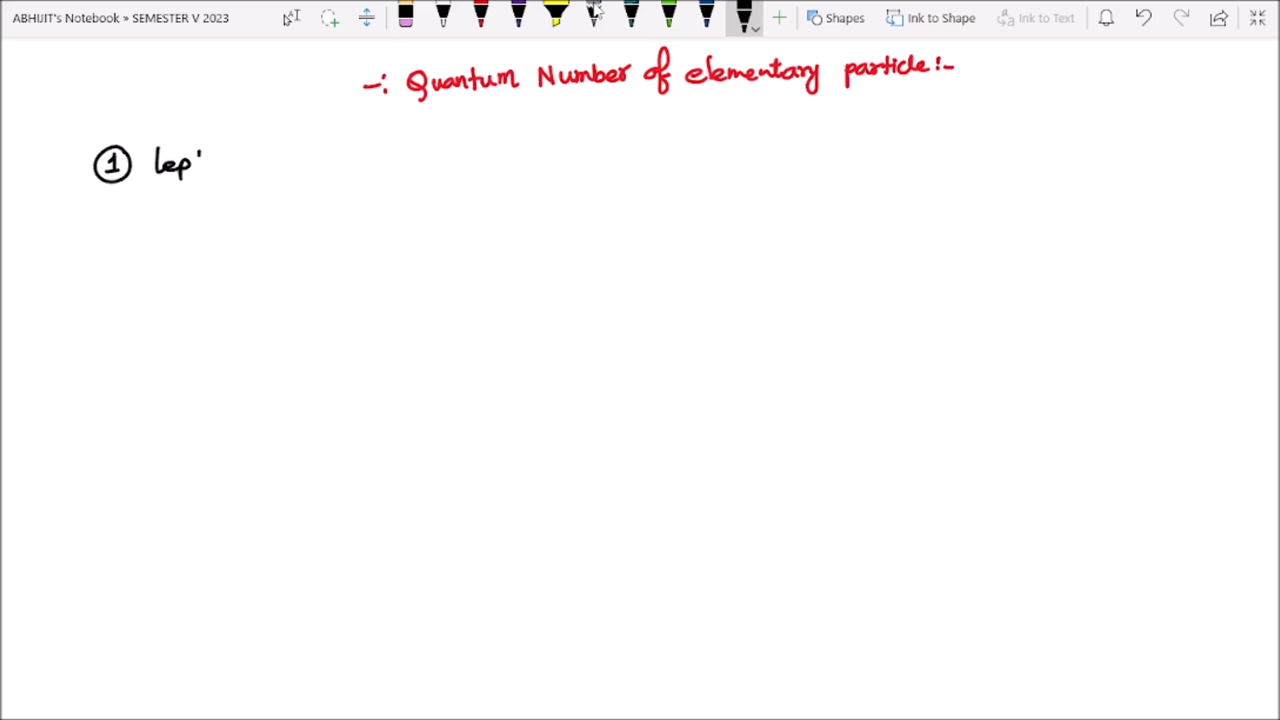 ABHIJIT's Notebook » SEMESTER V 2023
Shapes
Ink to Shape
Ink to Text
-: Quantum Number of elementary particle:-
① lep'